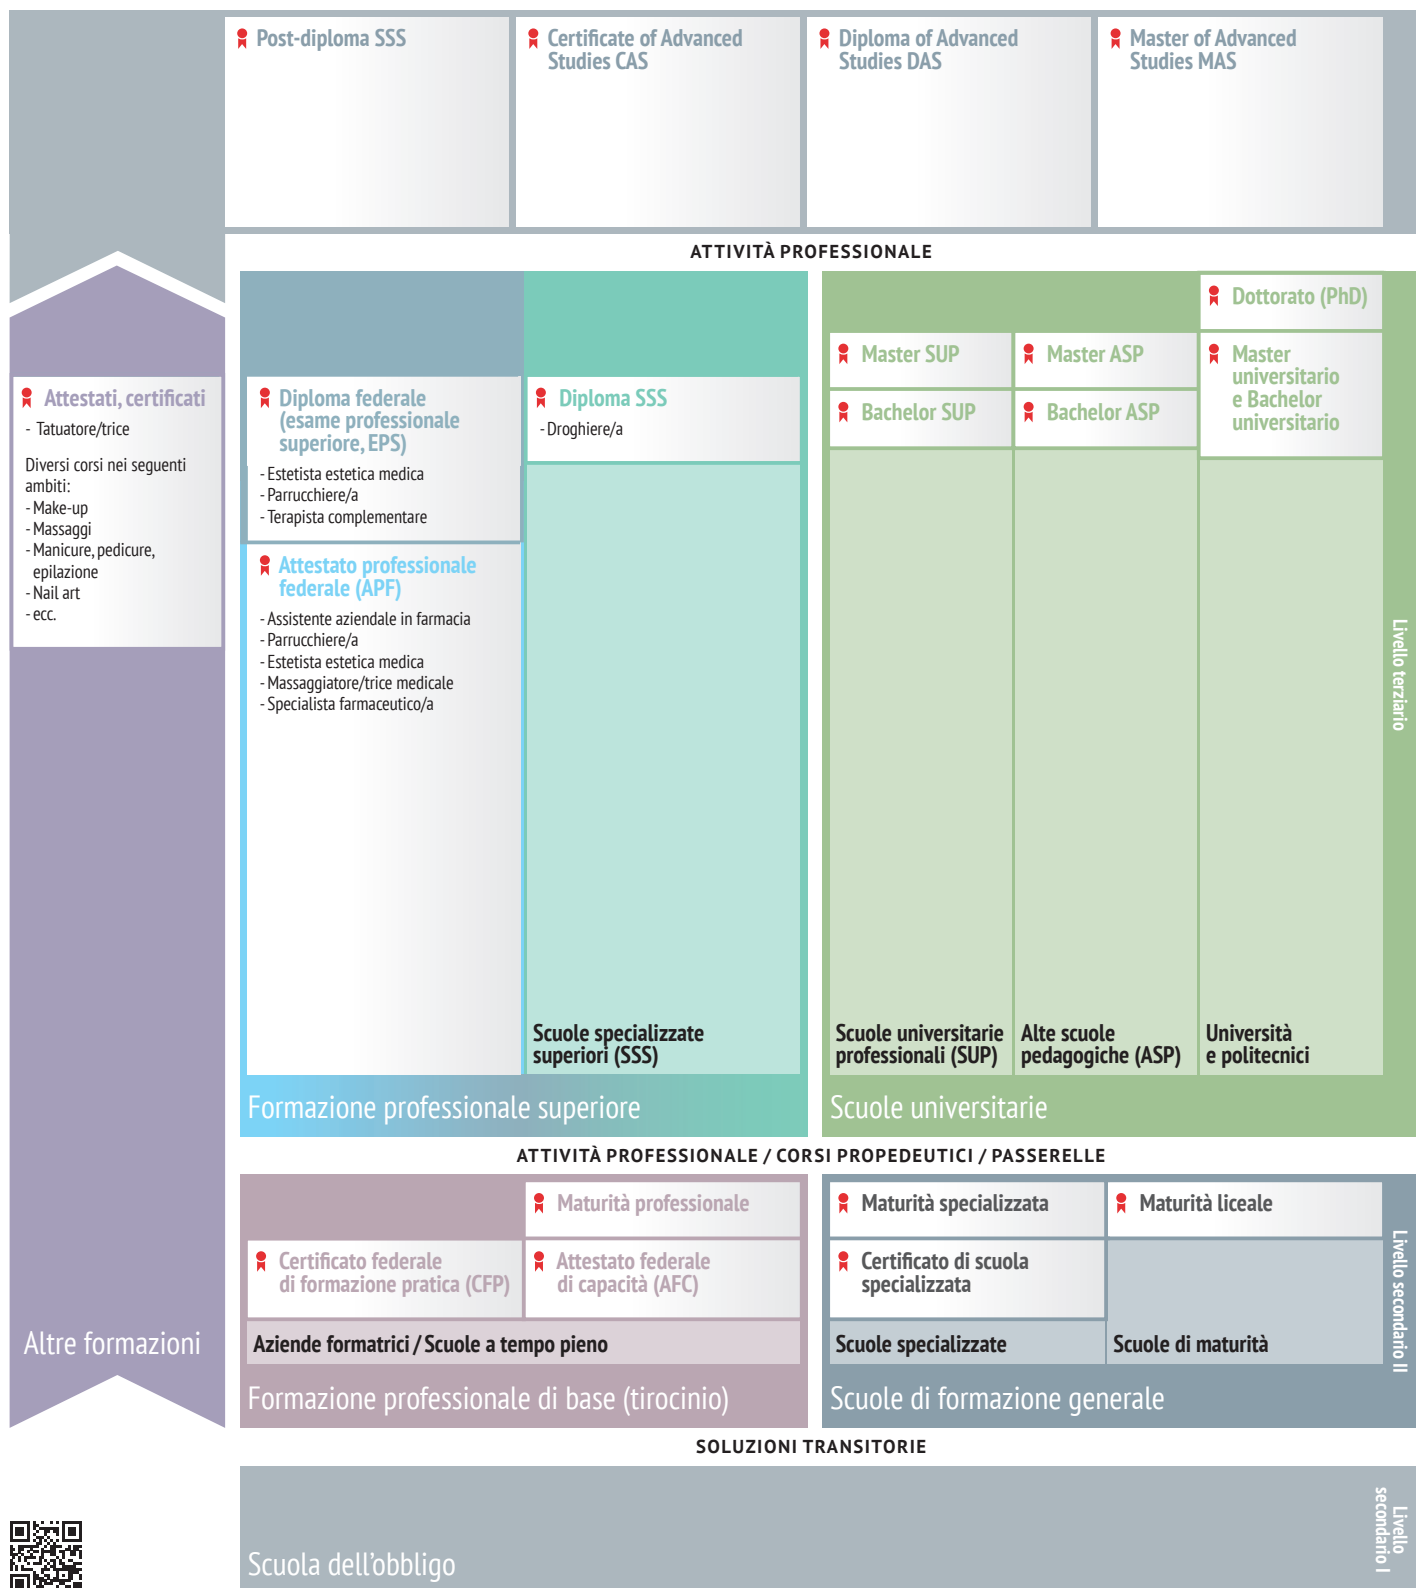 Post-diploma SSS
Certificate of Advanced
Studies CAS
Diploma of Advanced
Studies DAS
Master of Advanced
Studies MAS
ATTIVITÀ PROFESSIONALE
Attestati, certificati
- Tatuatore/trice
Diversi corsi nei seguenti
ambiti:
- Make-up
- Massaggi
- Manicure, pedicure,
epilazione
- Nail art
- ecc.
Altre formazioni
Diploma federale
(esame professionale
superiore, EPS)
- Estetista estetica medica
- Parrucchiere/a
- Terapista complementare
Attestato professionale
federale (APF)
- Assistente aziendale in farmacia
- Parrucchiere/a
- Estetista estetica medica
- Massaggiatore/trice medicale
- Specialista farmaceutico/a
Diploma SSS
- Droghiere/a
Scuole specializzate
superiori (SSS)
Formazione professionale superiore
Master SUP
Bachelor SUP
Scuole universitarie
professionali (SUP)
Master ASP
Bachelor ASP
Alte scuole
pedagogiche (ASP)
Dottorato (PhD)
Master
universitario
e Bachelor
universitario
Università
e politecnici
Scuole universitarie
Livello terziario
ATTIVITÀ PROFESSIONALE / CORSI PROPEDEUTICI / PASSERELLE
Maturità professionale
Certificato federale
di formazione pratica (CFP)
Attestato federale
di capacità (AFC)
Aziende formatrici / Scuole a tempo pieno
Formazione professionale di base (tirocinio)
Maturità specializzata
Certificato di scuola
specializzata
Scuole specializzate
Maturità liceale
Scuole di maturità
Scuole di formazione generale
Livello secondario II
SOLUZIONI TRANSITORIE
Scuola dell'obbligo
Livello
secondario I